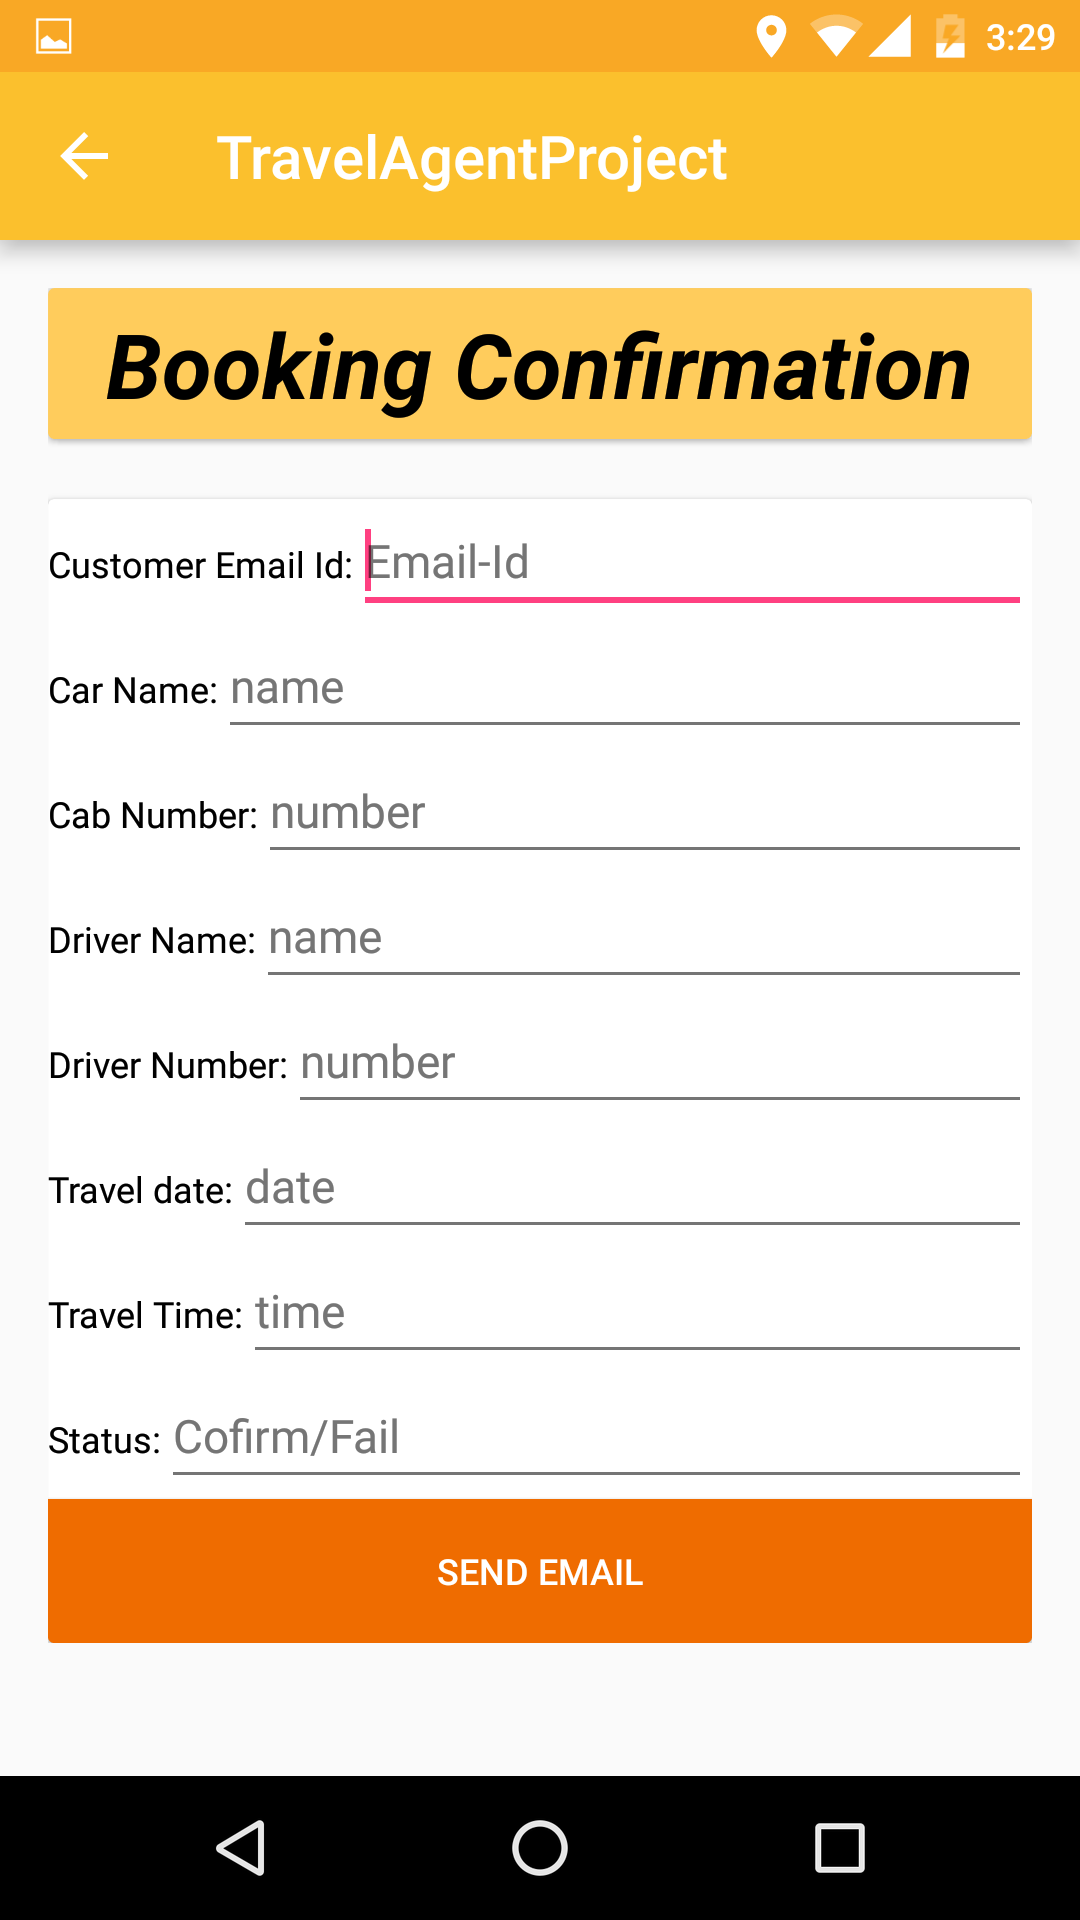 3:29
TravelAgentProject
Booking Confirmation
Customer Email Id: Email-Id
Car Name: name
Cab Number: number
Driver Name: name
Driver Number: number
Travel date: date
Travel Time: time
Status: Cofirm/Fail
SEND EMAIL